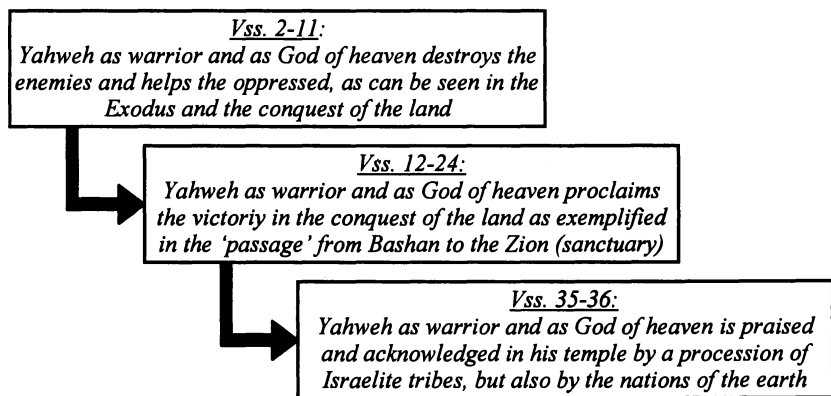 Vss. 2-11:
Yahweh as warrior and as God of heaven destroys the
enemies and helps the oppressed, as can be seen in the
Exodus and the conquest of the land
Vss. 12-24:
Yahweh as warrior and as God of heaven proclaims
the victoriy in the conquest of the land as exemplified
in the 'passage' from Bashan to the Zion (sanctuary)
Vss. 35-36:
Yahweh as warrior and as God of heaven is praised
and acknowledged in his temple by a procession of
Israelite tribes, but also by the nations of the earth